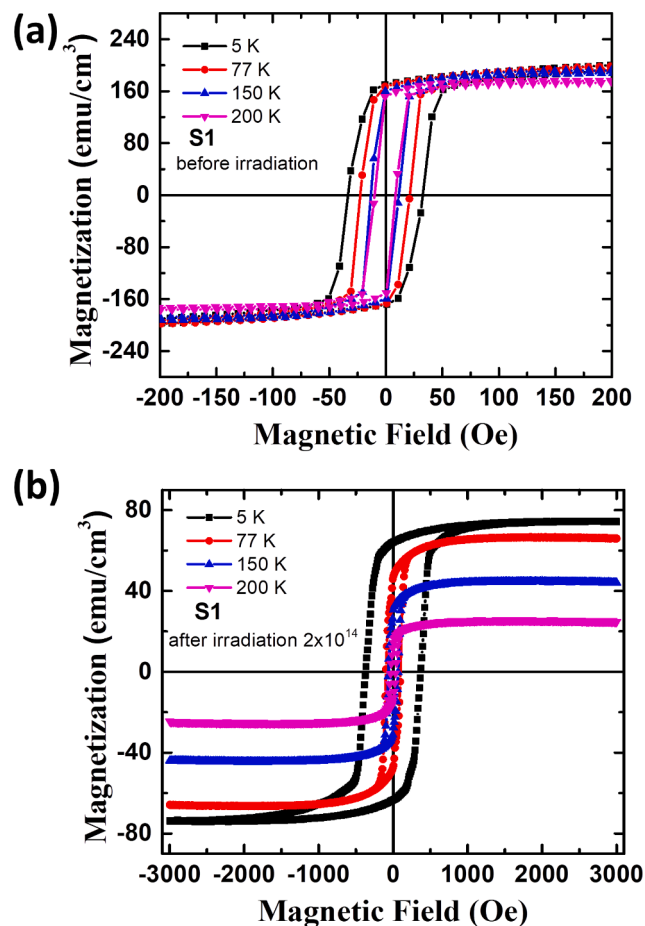 (a)
240
160
80
0
-80
-160
-240
Magnetization (emu/cm³)
5 K
77 K
150 K
200 K
S1
before irradiation
-200 -150 -100 -50 0 50 100 150 200
Magnetic Field (Oe)
(b)
80
40
0
-40
-80
Magnetization (emu/cm³)
5 K
77 K
150 K
200 K
S1
after irradiation 2x10¹⁴
-3000 -2000 -1000 0 1000 2000 3000
Magnetic Field (Oe)